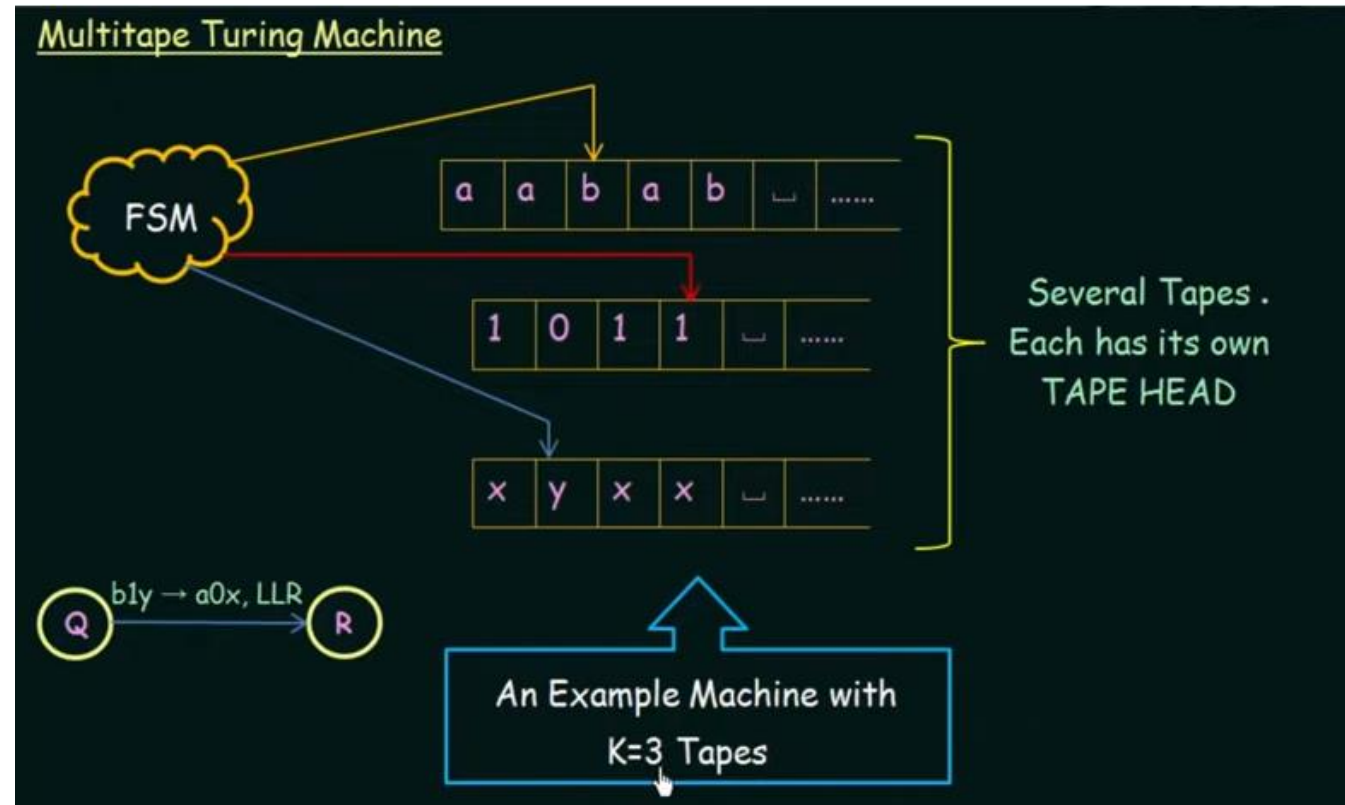 Multitape Turing Machine
FSM
a a b a b ␣ ......
1 0 1 1 ␣ ......
x y x x ␣ ......
Several Tapes.
Each has its own
TAPE HEAD
b1y → a0x, LLR
Q R
An Example Machine with
K=3 Tapes